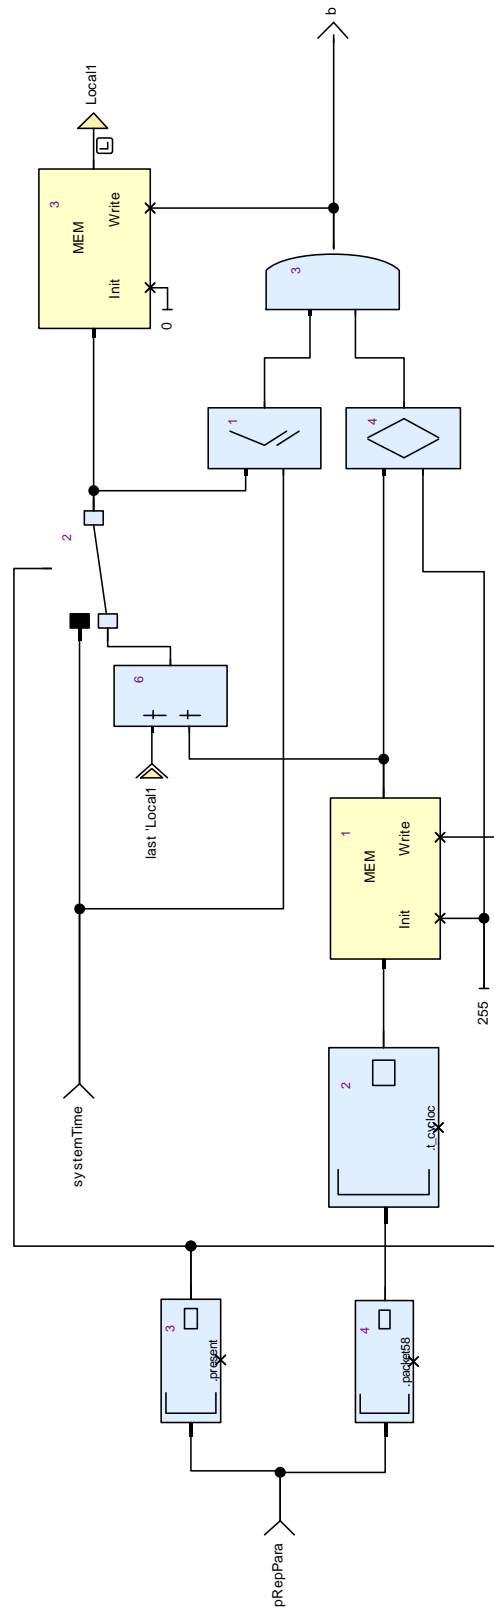 pRepPara
3
.present
4
.packet58
systemTime
2
.t_cycloc
255
1
MEM
Init
Write
last 'Local1
6
2
1
4
3
0
3
MEM
Init
Write
L
Local1
b